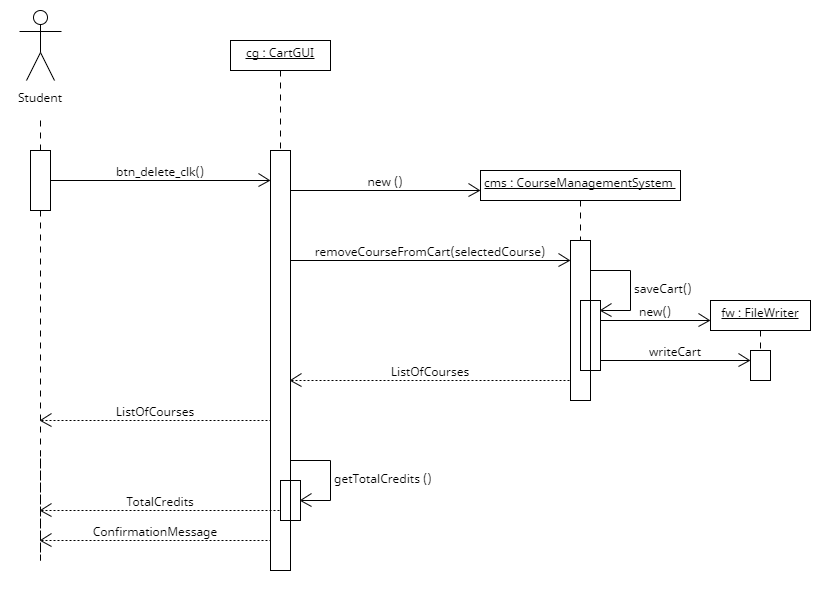 cg : CartGUI
Student
btn_delete_clk()
new ()
cms : CourseManagementSystem
removeCourseFromCart(selectedCourse)
saveCart()
new()
fw : FileWriter
writeCart
ListOfCourses
ListOfCourses
getTotalCredits ()
TotalCredits
ConfirmationMessage